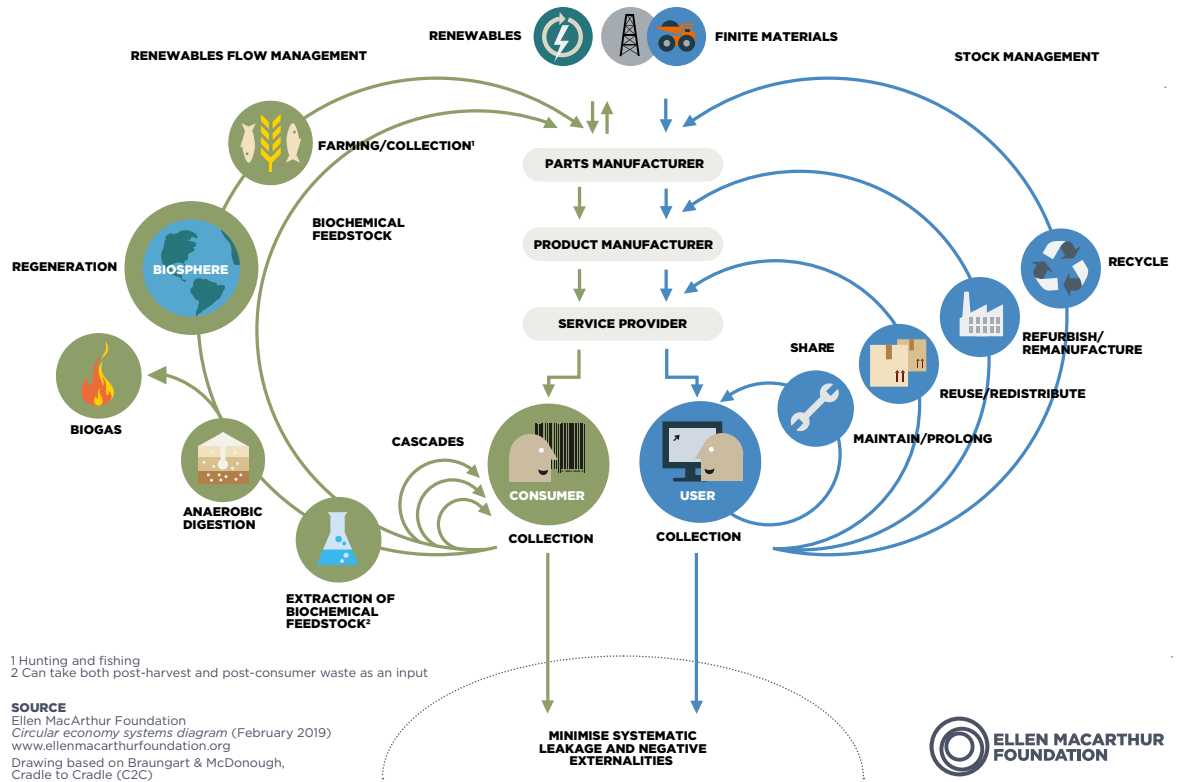 RENEWABLES
FINITE MATERIALS
RENEWABLES FLOW MANAGEMENT
STOCK MANAGEMENT
FARMING/COLLECTION¹
PARTS MANUFACTURER
BIOCHEMICAL
FEEDSTOCK
PRODUCT MANUFACTURER
REGENERATION
BIOSPHERE
RECYCLE
SERVICE PROVIDER
SHARE
REFURBISH/
REMANUFACTURE
REUSE/REDISTRIBUTE
BIOGAS
CASCADES
MAINTAIN/PROLONG
CONSUMER
USER
ANAEROBIC
DIGESTION
COLLECTION
COLLECTION
EXTRACTION OF
BIOCHEMICAL
FEEDSTOCK²
1 Hunting and fishing
2 Can take both post-harvest and post-consumer waste as an input
SOURCE
Ellen MacArthur Foundation
Circular economy systems diagram (February 2019)
www.ellenmacarthurfoundation.org
Drawing based on Braungart & McDonough,
Cradle to Cradle (C2C)
MINIMISE SYSTEMATIC
LEAKAGE AND NEGATIVE
EXTERNALITIES
ELLEN MACARTHUR
FOUNDATION